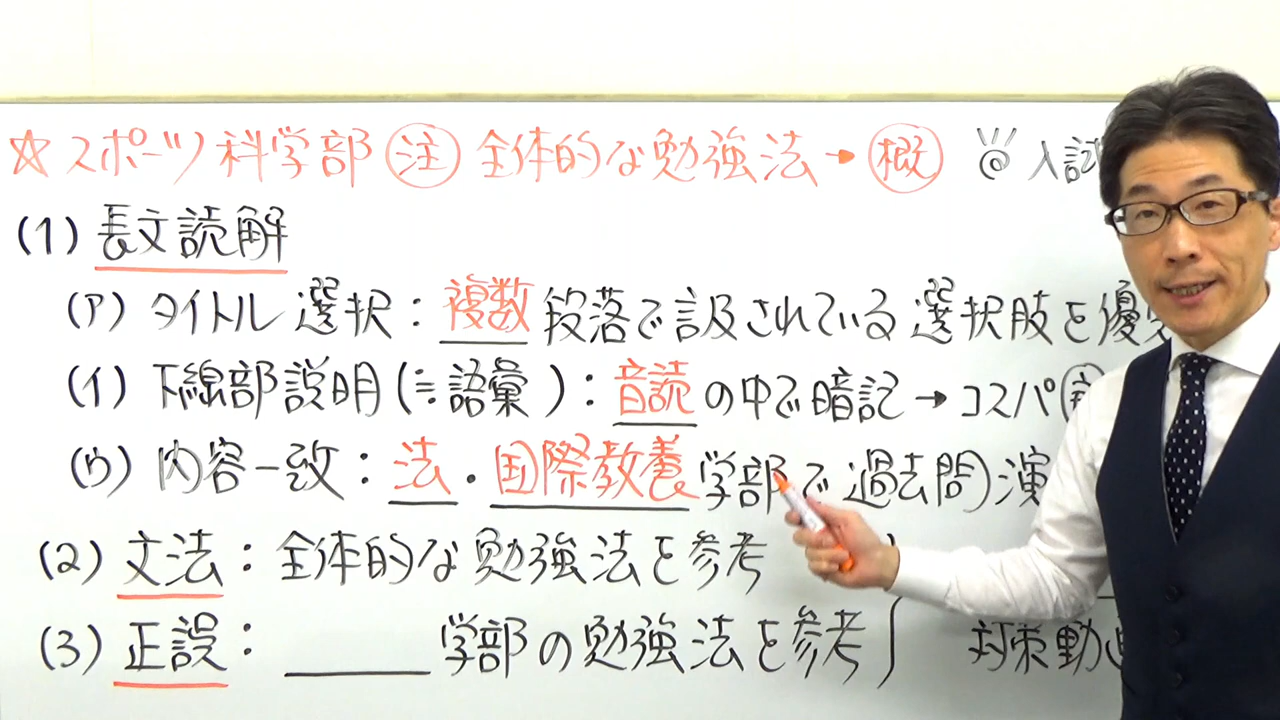 ☆スポーツ科学部 注 全体的な勉強法→概 入試
(1) 長文読解
(ア) タイトル選択：複数段落で言及されている選択肢を優
(イ) 下線部説明(≒語彙)：音読の中で暗記→コスパ
(ウ) 内容一致：法・国際教養学部で過去問演
(2) 文法：全体的な勉強法を参考
(3) 正誤：＿＿＿学部の勉強法を参考 対策動